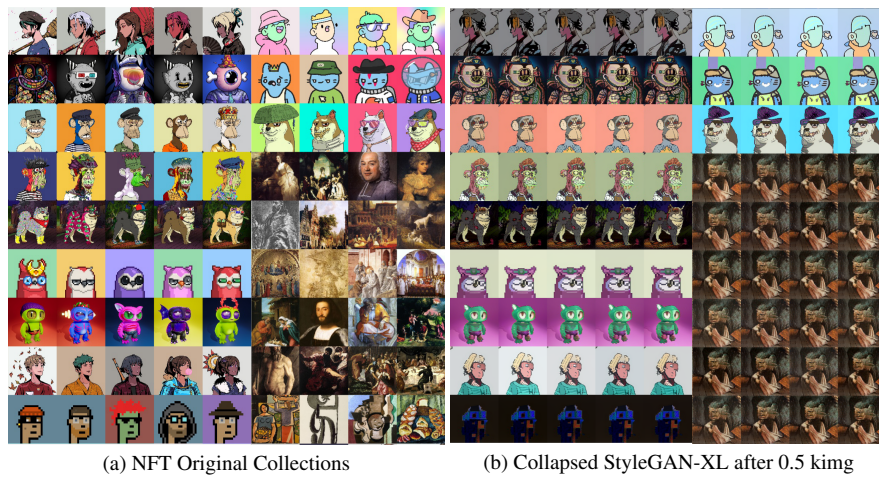 (a) NFT Original Collections
(b) Collapsed StyleGAN-XL after 0.5 kimg